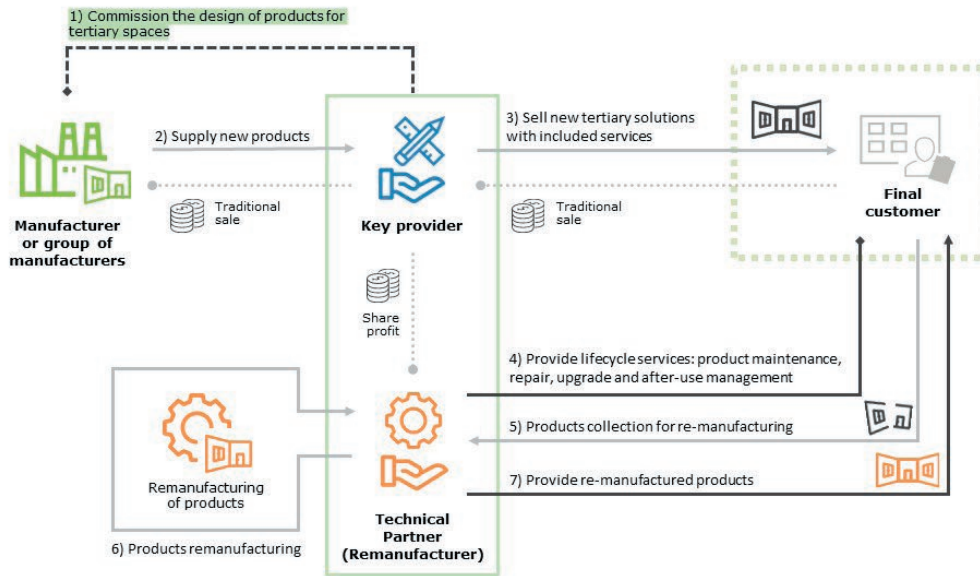 1) Commission the design of products for
tertiary spaces
2) Supply new products
3) Sell new tertiary solutions
with included services
Traditional
sale
Traditional
sale
Manufacturer
or group of
manufacturers
Key provider
Final
customer
Share
profit
4) Provide lifecycle services: product maintenance,
repair, upgrade and after-use management
5) Products collection for re-manufacturing
7) Provide re-manufactured products
Remanufacturing
of products
6) Products remanufacturing
Technical
Partner
(Remanufacturer)